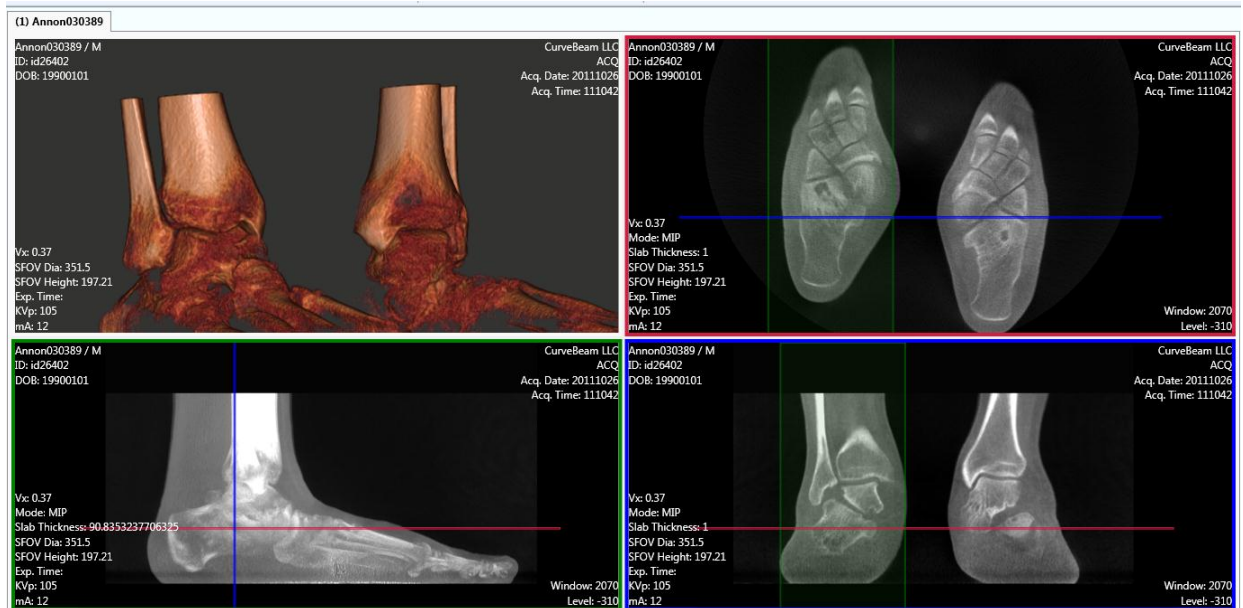 (1) Annon030389
Annon030389 / M
ID: id26402
DOB: 19900101
CurveBeam LLC
ACQ
Acq. Date: 20111026
Acq. Time: 111042
Vx: 0.37
SFOV Dia: 351.5
SFOV Height: 197.21
Exp. Time:
KVp: 105
mA: 12
Annon030389 / M
ID: id26402
DOB: 19900101
CurveBeam LLC
ACQ
Acq. Date: 20111026
Acq. Time: 111042
Vx: 0.37
Mode: MIP
Slab Thickness: 1
SFOV Dia: 351.5
SFOV Height: 197.21
Exp. Time:
KVp: 105
mA: 12
Window: 2070
Level: -310
Annon030389 / M
ID: id26402
DOB: 19900101
CurveBeam LLC
ACQ
Acq. Date: 20111026
Acq. Time: 111042
Vx: 0.37
Mode: MIP
Slab Thickness: 90.8353237706325
SFOV Dia: 351.5
SFOV Height: 197.21
Exp. Time:
KVp: 105
mA: 12
Window: 2070
Level: -310
Annon030389 / M
ID: id26402
DOB: 19900101
CurveBeam LLC
ACQ
Acq. Date: 20111026
Acq. Time: 111042
Vx: 0.37
Mode: MIP
Slab Thickness: 1
SFOV Dia: 351.5
SFOV Height: 197.21
Exp. Time:
KVp: 105
mA: 12
Window: 2070
Level: -310